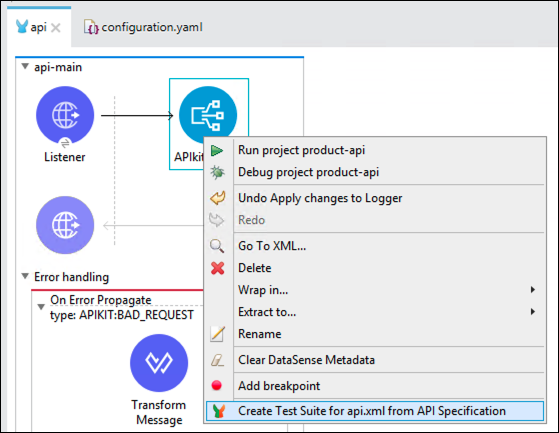 api
configuration.yaml
api-main
Listener
APIkit
Run project product-api
Debug project product-api
Undo Apply changes to Logger
Redo
Go To XML...
Delete
Wrap in...
Extract to...
Rename
Clear DataSense Metadata
Add breakpoint
Create Test Suite for api.xml from API Specification
Error handling
On Error Propagate
type: APIKIT:BAD_REQUEST
Transform
Message